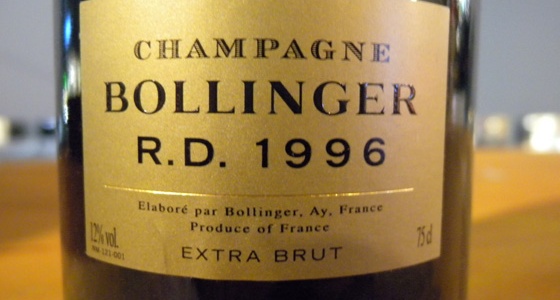 CHAMPAGNE
BOLLINGER
R.D. 1996
Elaboré par Bollinger, Ay, France
Produce of France
12% vol.
75 cl
EXTRA BRUT